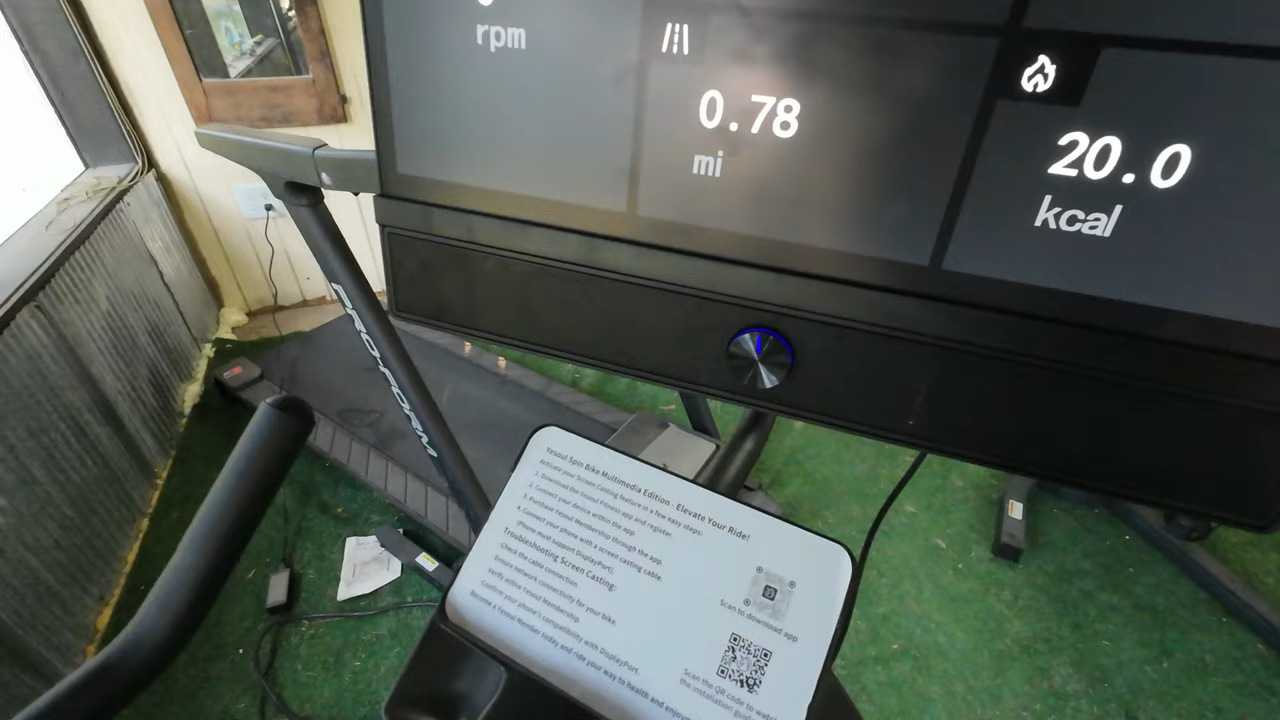 rpm
0.78
mi
20.0
kcal
PRO-FORM
Yesoul Spin Bike Multimedia Edition - Elevate Your Ride!
Activate your Screen Casting feature in a few easy steps:
1. Download the Yesoul Fitness app and register
2. Connect your device within the app.
3. Purchase Yesoul Membership through the app.
4. Connect your phone with a screen casting cable.
(Phone must support DisplayPort).
Troubleshooting Screen Casting:
Check the cable connection.
Ensure network connectivity for your bike.
Verify active Yesoul Membership.
Confirm your phone's compatibility with DisplayPort.
Become a Yesoul Member today and ride your way to health and enjoym
Scan to download app
Scan the QR code to watch
the installation guide